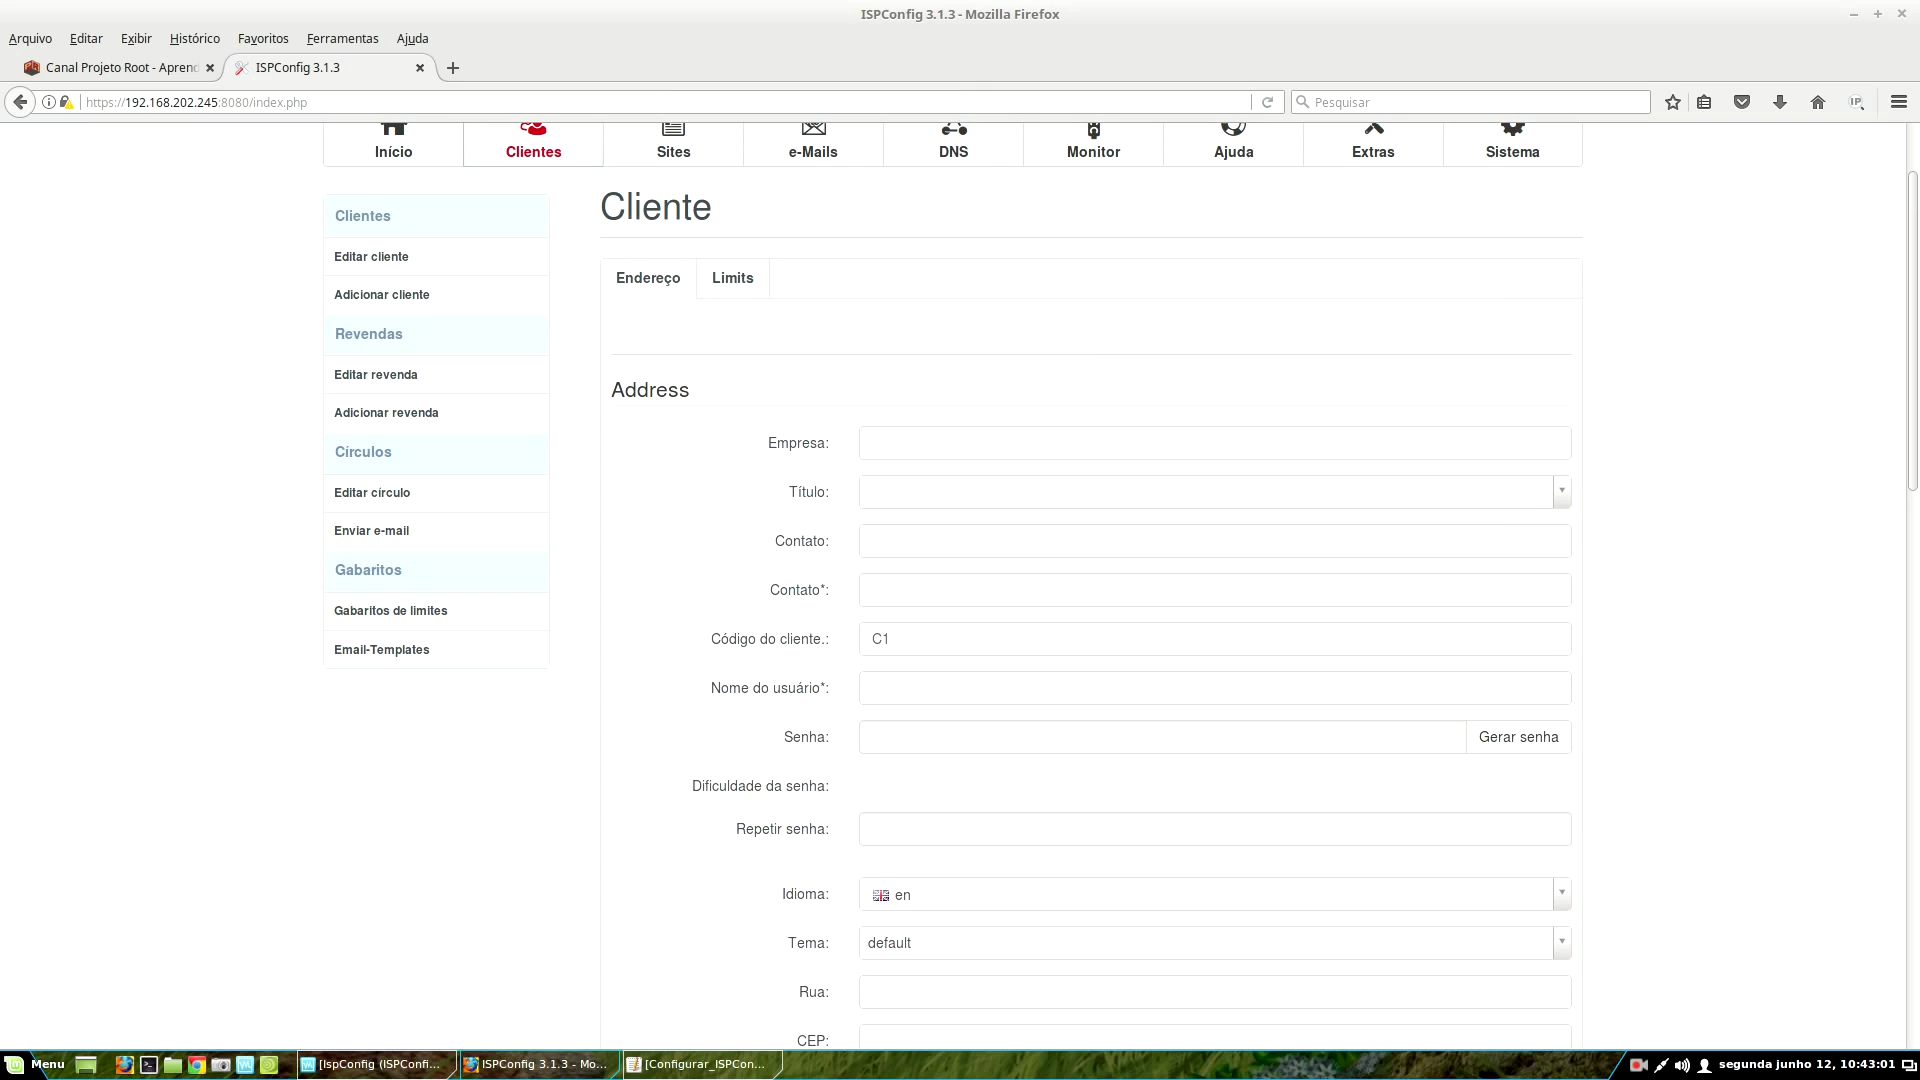 ISPConfig 3.1.3 - Mozilla Firefox
Arquivo Editar Exibir Histórico Favoritos Ferramentas Ajuda
Canal Projeto Root - Apren
ISPConfig 3.1.3
https://192.168.202.245:8080/index.php
Pesquisar
Início Clientes Sites e-Mails DNS Monitor Ajuda Extras Sistema
Clientes
Editar cliente
Adicionar cliente
Revendas
Editar revenda
Adicionar revenda
Círculos
Editar círculo
Enviar e-mail
Gabaritos
Gabaritos de limites
Email-Templates
Cliente
Endereço Limits
Address
Empresa:
Título:
Contato:
Contato*:
Código do cliente.: C1
Nome do usuário*:
Senha: Gerar senha
Dificuldade da senha:
Repetir senha:
Idioma: en
Tema: default
Rua:
CEP:
Menu
[IspConfig (ISPConfi...
ISPConfig 3.1.3 - Mo...
[Configurar_ISPCon...
segunda junho 12, 10:43:01